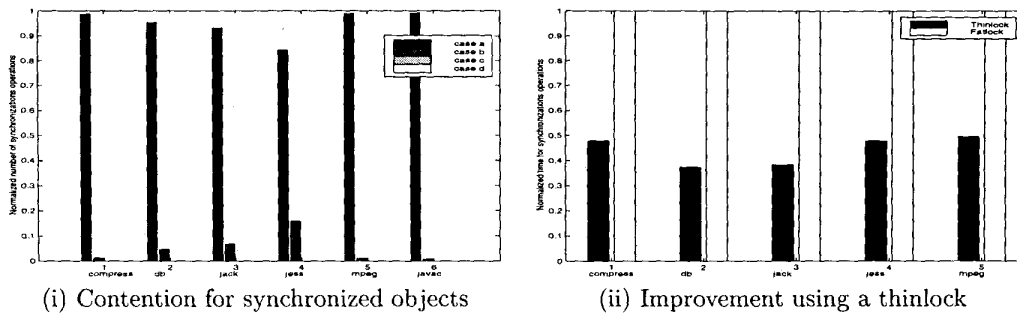 Normalized number of synchronizations operations
1
0.9
0.8
0.7
0.6
0.5
0.4
0.3
0.2
0.1
0
case a
case b
case c
case d
1 2 3 4 5 6
compress db jack jess mpeg javac
(i) Contention for synchronized objects
Normalized time for synchronizations operations
1
0.9
0.8
0.7
0.6
0.5
0.4
0.3
0.2
0.1
0
Thinlock
Fatlock
1 2 3 4 5
compress db jack jess mpeg
(ii) Improvement using a thinlock